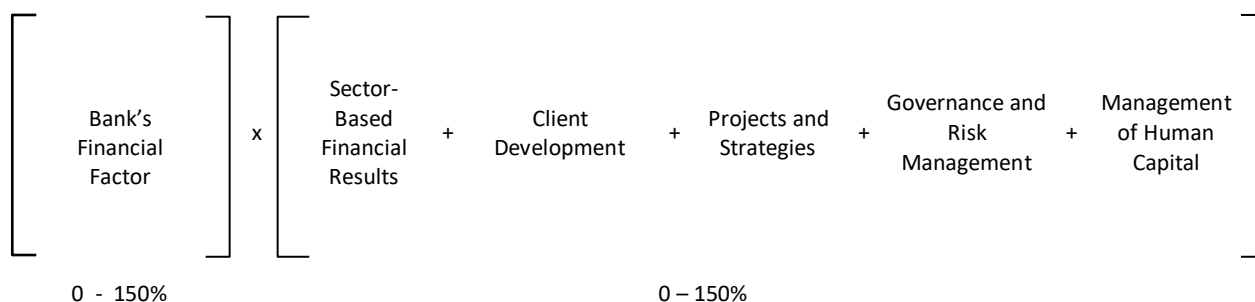 Bank's
Financial
Factor
x
Sector-
Based
Financial
Results
+
Client
Development
+
Projects and
Strategies
+
Governance and
Risk
Management
+
Management
of Human
Capital
0 - 150%
0 – 150%